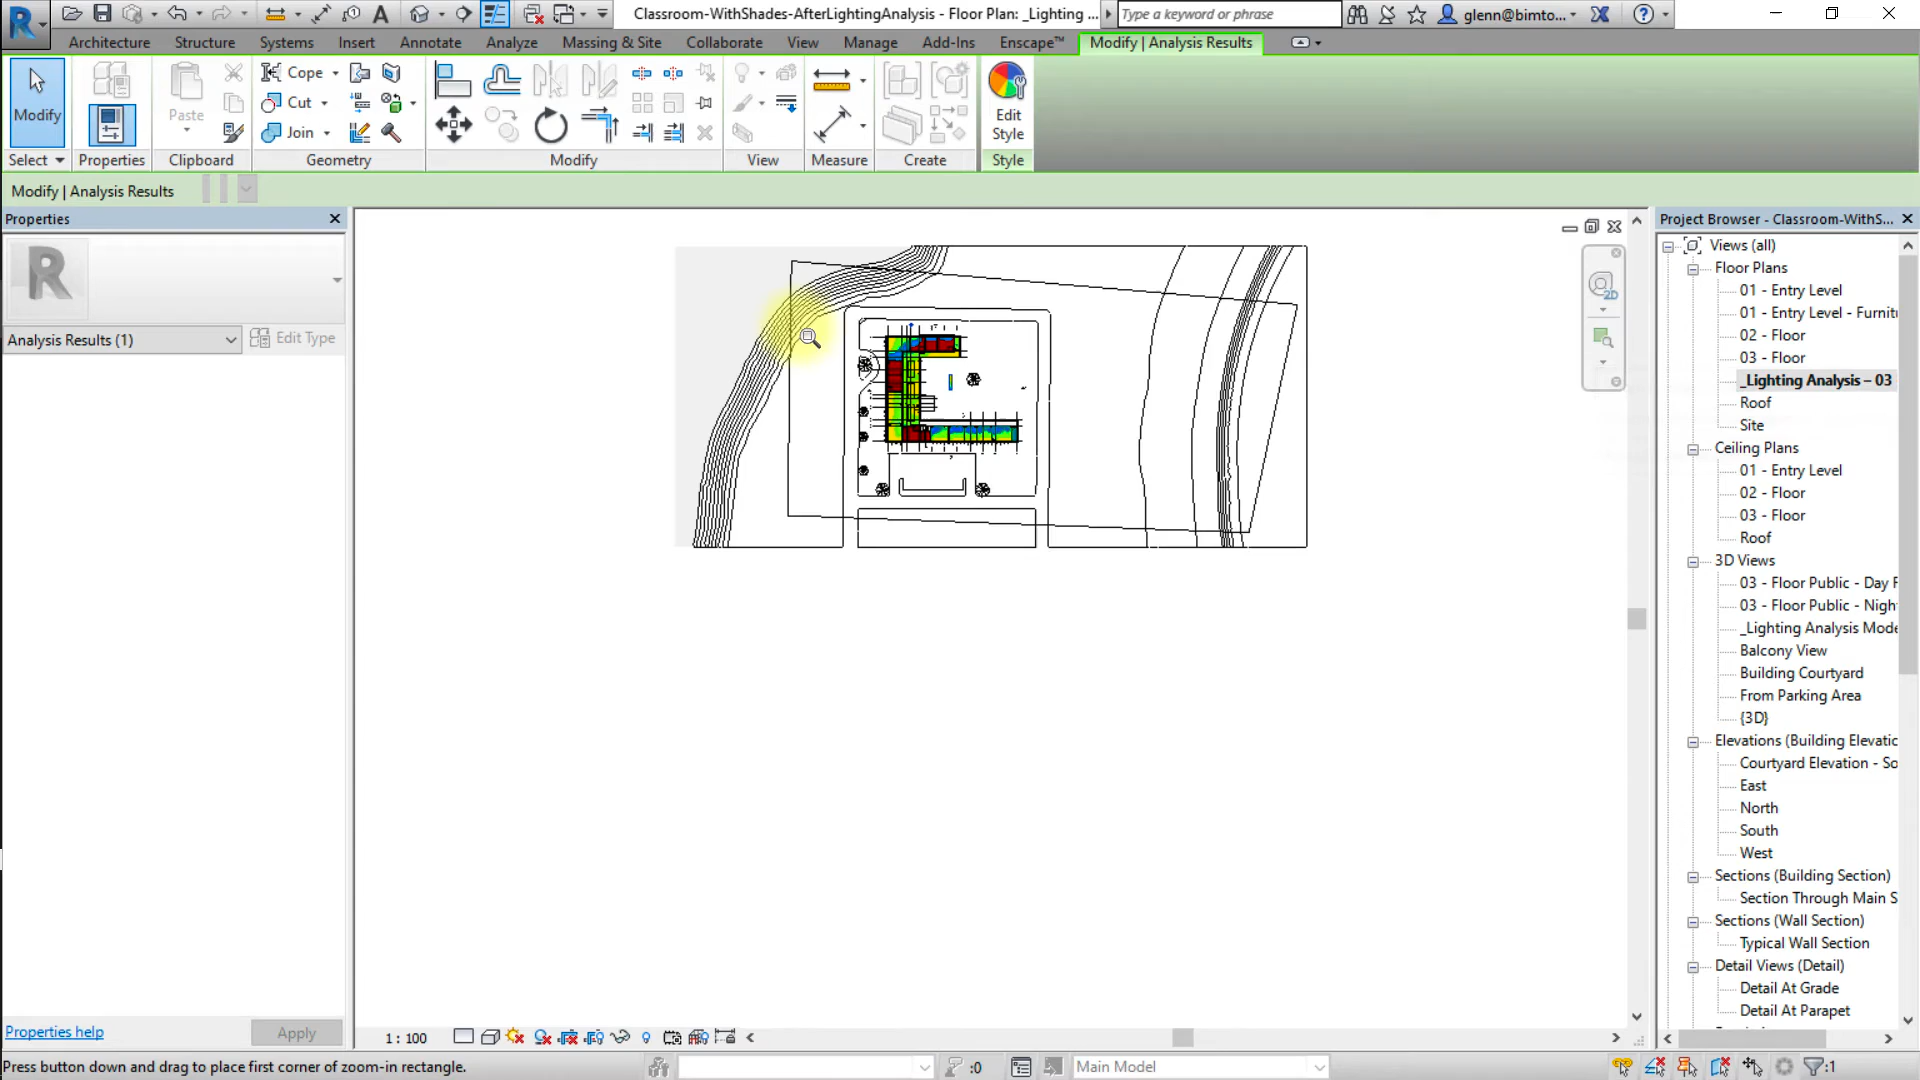 Classroom-WithShades-AfterLightingAnalysis - Floor Plan: _Lighting ...
Type a keyword or phrase
glenn@bimto...
Architecture Structure Systems Insert Annotate Analyze Massing & Site Collaborate View Manage Add-Ins Enscape™ Modify | Analysis Results
Modify
Paste
Cope
Cut
Join
Edit
Style
Select Properties Clipboard Geometry Modify View Measure Create Style
Modify | Analysis Results
Properties
Analysis Results (1)
Edit Type
Properties help
Apply
Project Browser - Classroom-WithS...
Views (all)
Floor Plans
01 - Entry Level
01 - Entry Level - Furnitu
02 - Floor
03 - Floor
_Lighting Analysis – 03
Roof
Site
Ceiling Plans
01 - Entry Level
02 - Floor
03 - Floor
Roof
3D Views
03 - Floor Public - Day R
03 - Floor Public - Nigh
_Lighting Analysis Mode
Balcony View
Building Courtyard
From Parking Area
{3D}
Elevations (Building Elevatic
Courtyard Elevation - So
East
North
South
West
Sections (Building Section)
Section Through Main S
Sections (Wall Section)
Typical Wall Section
Detail Views (Detail)
Detail At Grade
Detail At Parapet
2D
1 : 100
Press button down and drag to place first corner of zoom-in rectangle.
:0
Main Model
:1